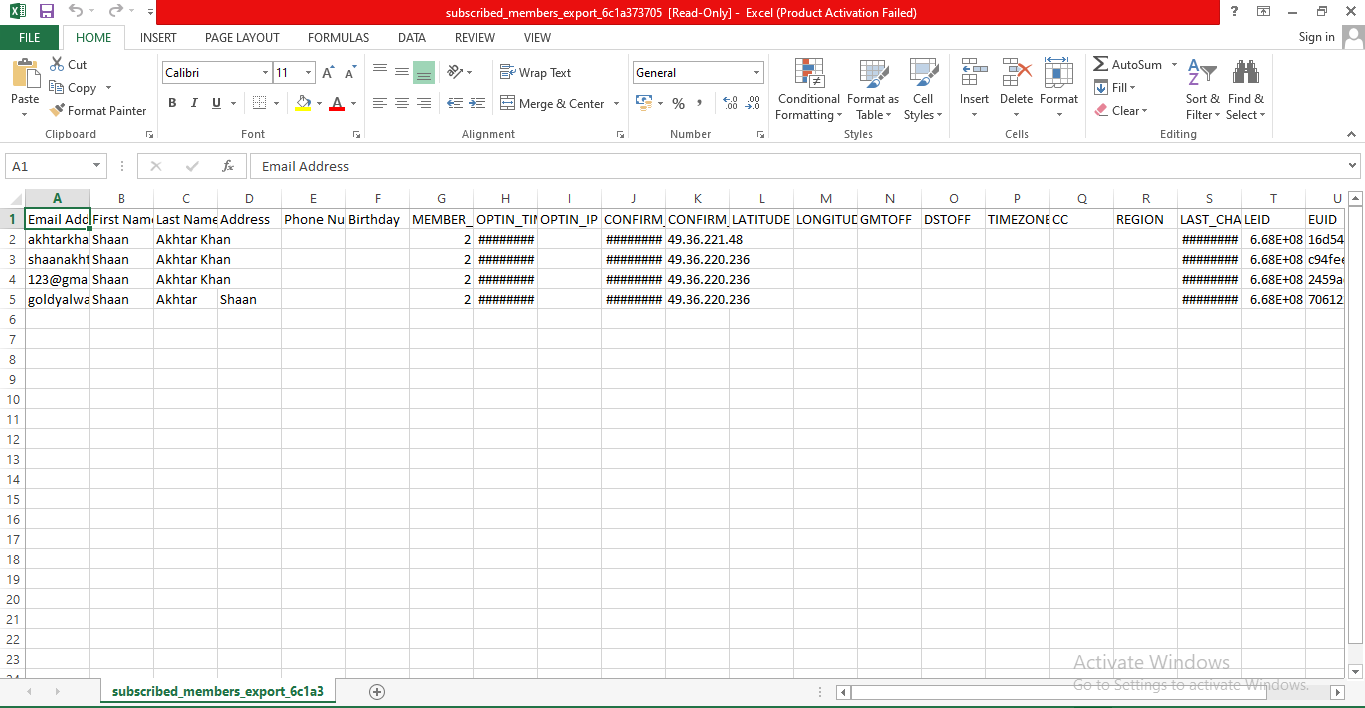 subscribed_members_export_6c1a373705 [Read-Only] - Excel (Product Activation Failed)
FILE HOME INSERT PAGE LAYOUT FORMULAS DATA REVIEW VIEW Sign in
Paste
Cut
Copy
Format Painter
Calibri 11
B I U
Wrap Text
Merge & Center
General
% ,
Conditional Formatting
Format as Table
Cell Styles
Insert Delete Format
AutoSum
Fill
Clear
Sort & Filter
Find & Select
Clipboard Font Alignment Number Styles Cells Editing
A1 fx Email Address
A B C D E F G H I J K L M N O P Q R S T U
1 Email Add First Name Last Name Address Phone Nu Birthday MEMBER_ OPTIN_TIM OPTIN_IP CONFIRM_ CONFIRM_ LATITUDE LONGITUD GMTOFF DSTOFF TIMEZONE CC REGION LAST_CHA LEID EUID
2 akhtarkha Shaan Akhtar Khan 2 ######## ######## 49.36.221.48 ######## 6.68E+08 16d54
3 shaanakht Shaan Akhtar Khan 2 ######## ######## 49.36.220.236 ######## 6.68E+08 c94fee
4 123@gma Shaan Akhtar Khan 2 ######## ######## 49.36.220.236 ######## 6.68E+08 2459a
5 goldyalwa Shaan Akhtar Shaan 2 ######## ######## 49.36.220.236 ######## 6.68E+08 70612
6
7
8
9
10
11
12
13
14
15
16
17
18
19
20
21
22
23
Activate Windows
Go to Settings to activate Windows.
subscribed_members_export_6c1a3